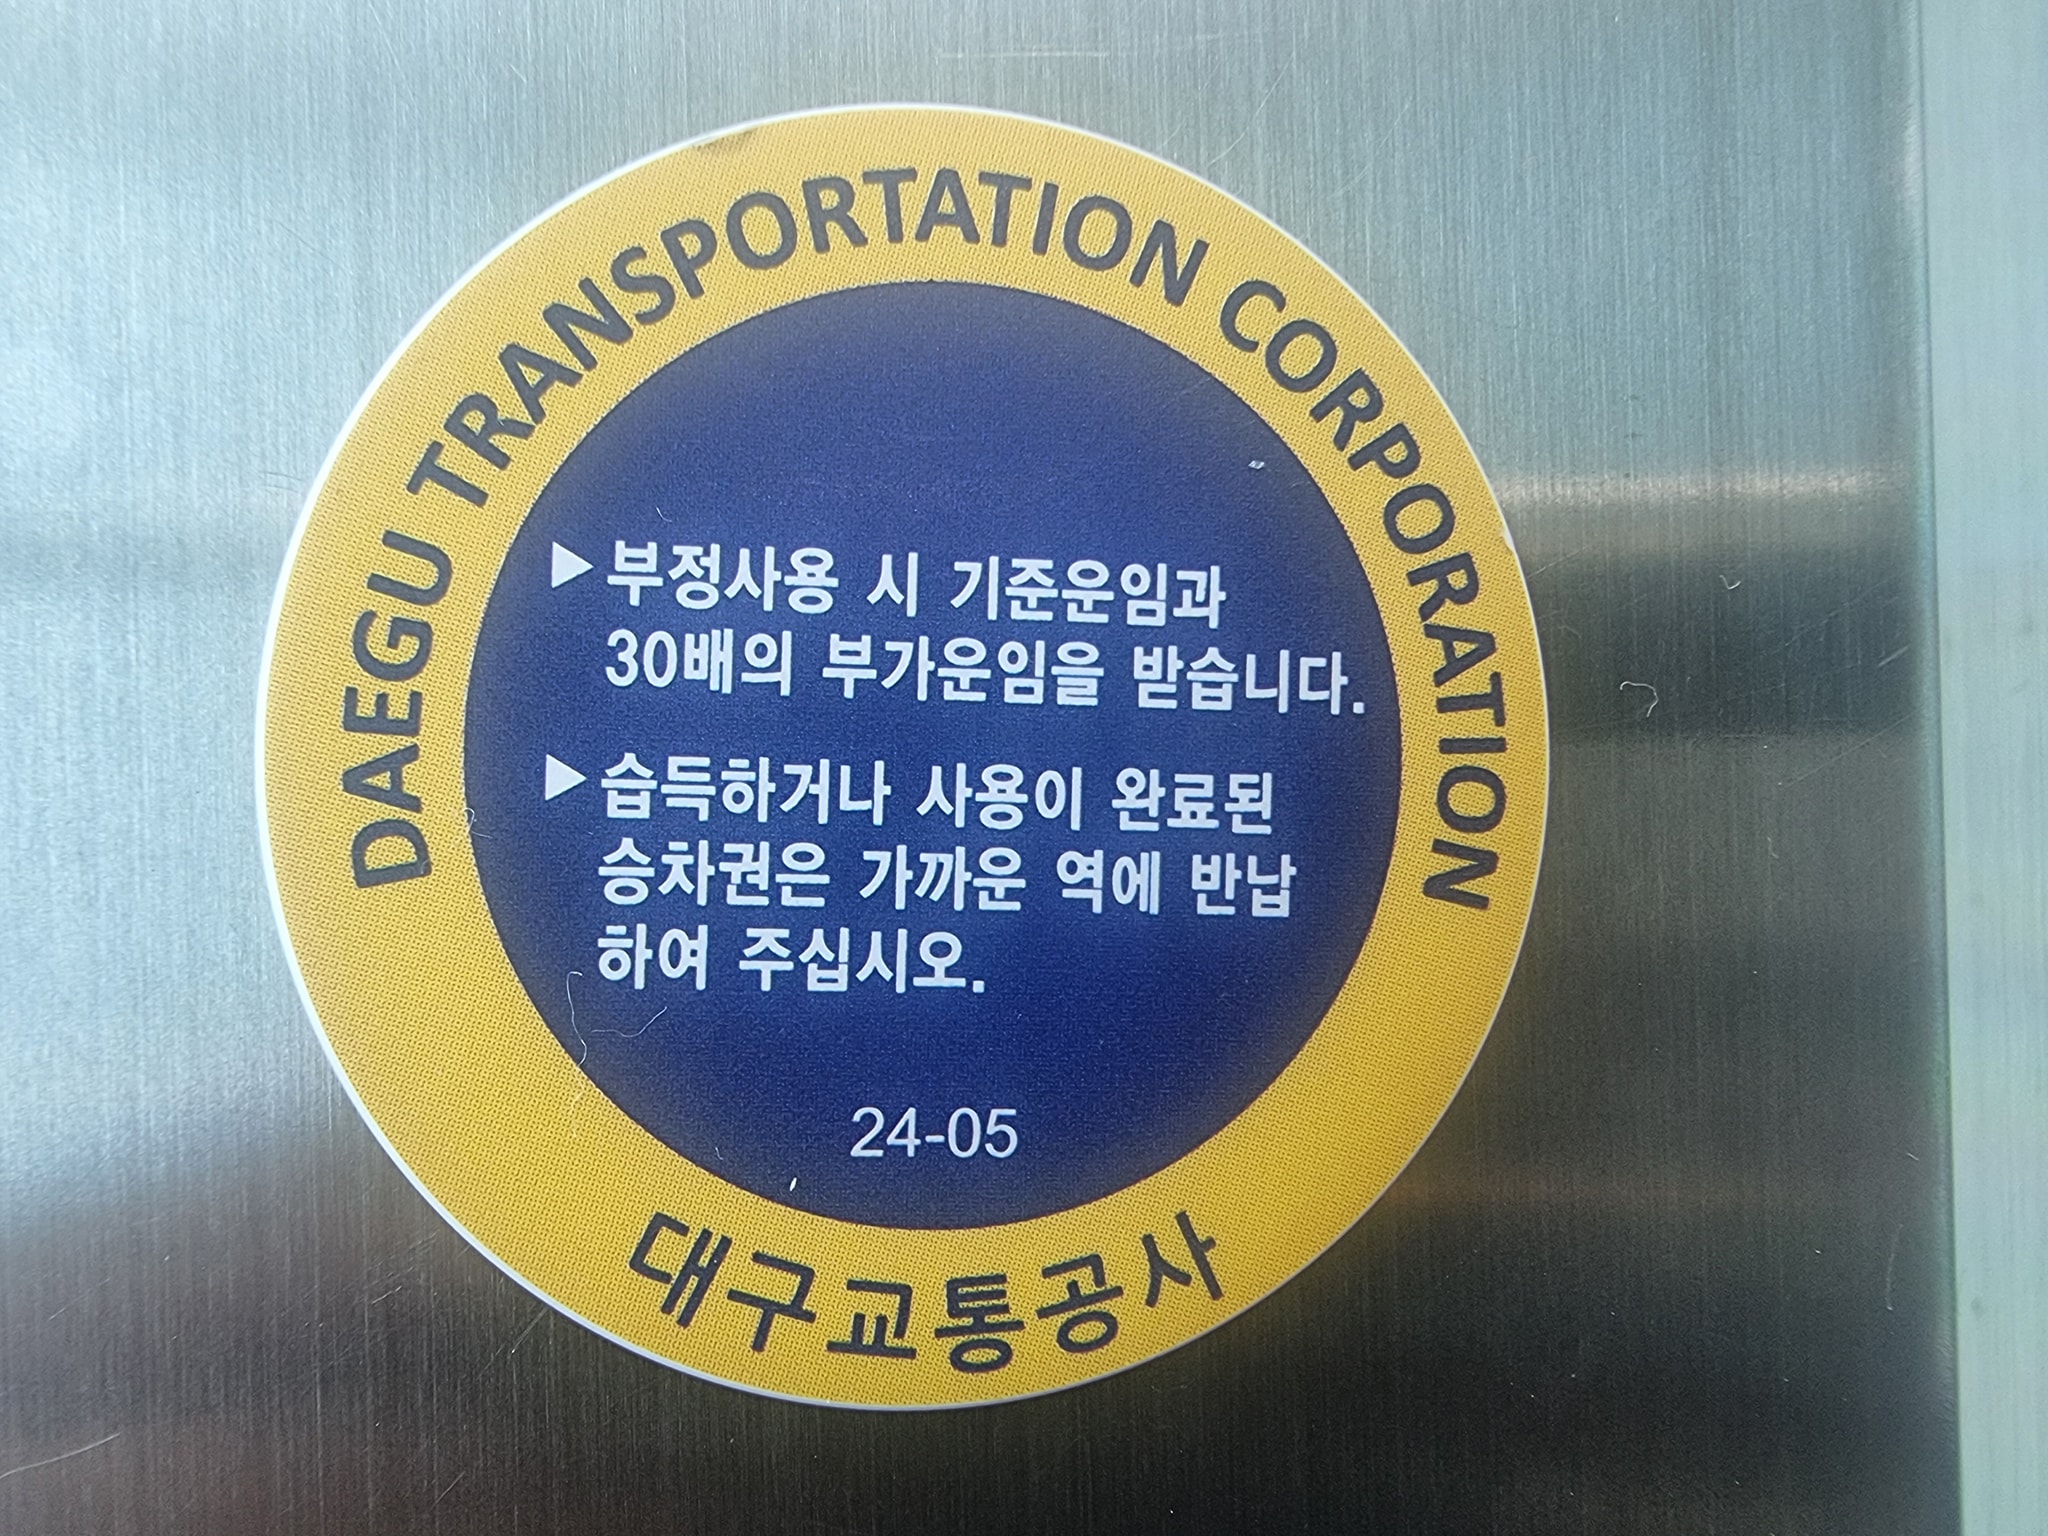 DAEGU TRANSPORTATION CORPORATION
▶부정사용 시 기준운임과
30배의 부가운임을 받습니다.
▶습득하거나 사용이 완료된
승차권은 가까운 역에 반납
하여 주십시오.
24-05
대구교통공사